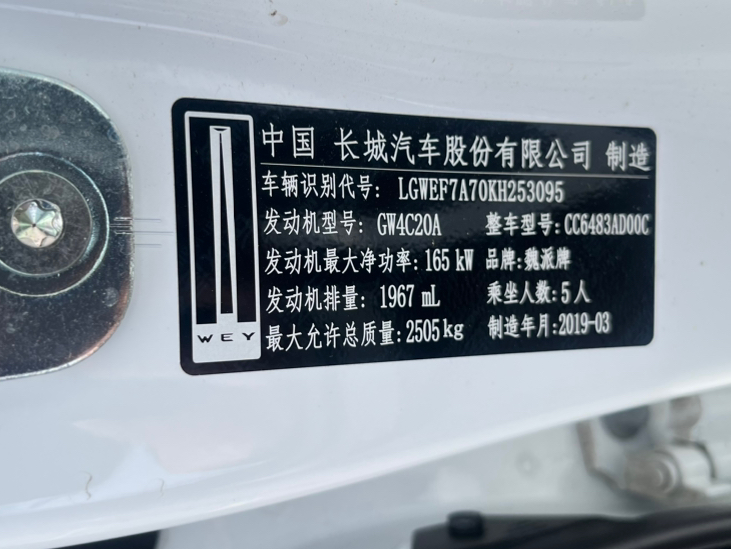 中国 长城汽车股份有限公司 制造
车辆识别代号: LGWEF7A70KH253095
发动机型号: GW4C20A 整车型号: CC6483AD00C
发动机最大净功率: 165 kW 品牌: 魏派牌
发动机排量: 1967 mL 乘坐人数: 5 人
最大允许总质量: 2505 kg 制造年月: 2019-03
WEY